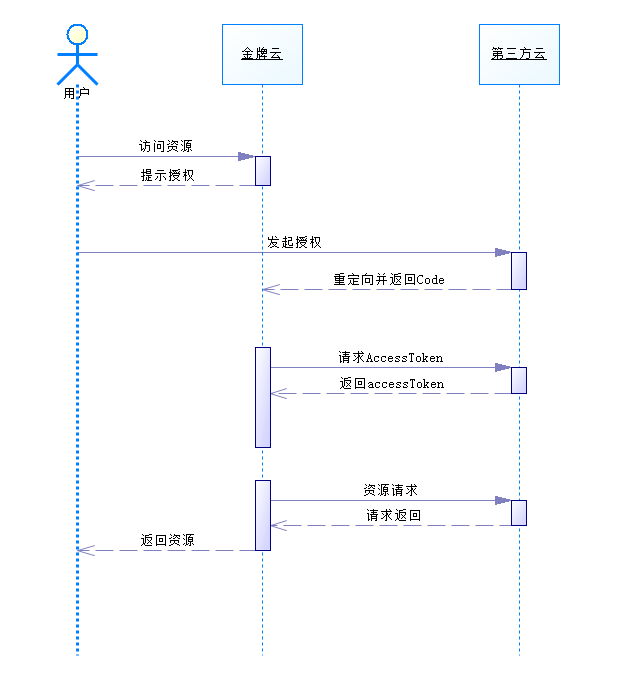 金牌云
第三方云
用户
访问资源
提示授权
发起授权
重定向并返回Code
请求AccessToken
返回accessToken
资源请求
请求返回
返回资源